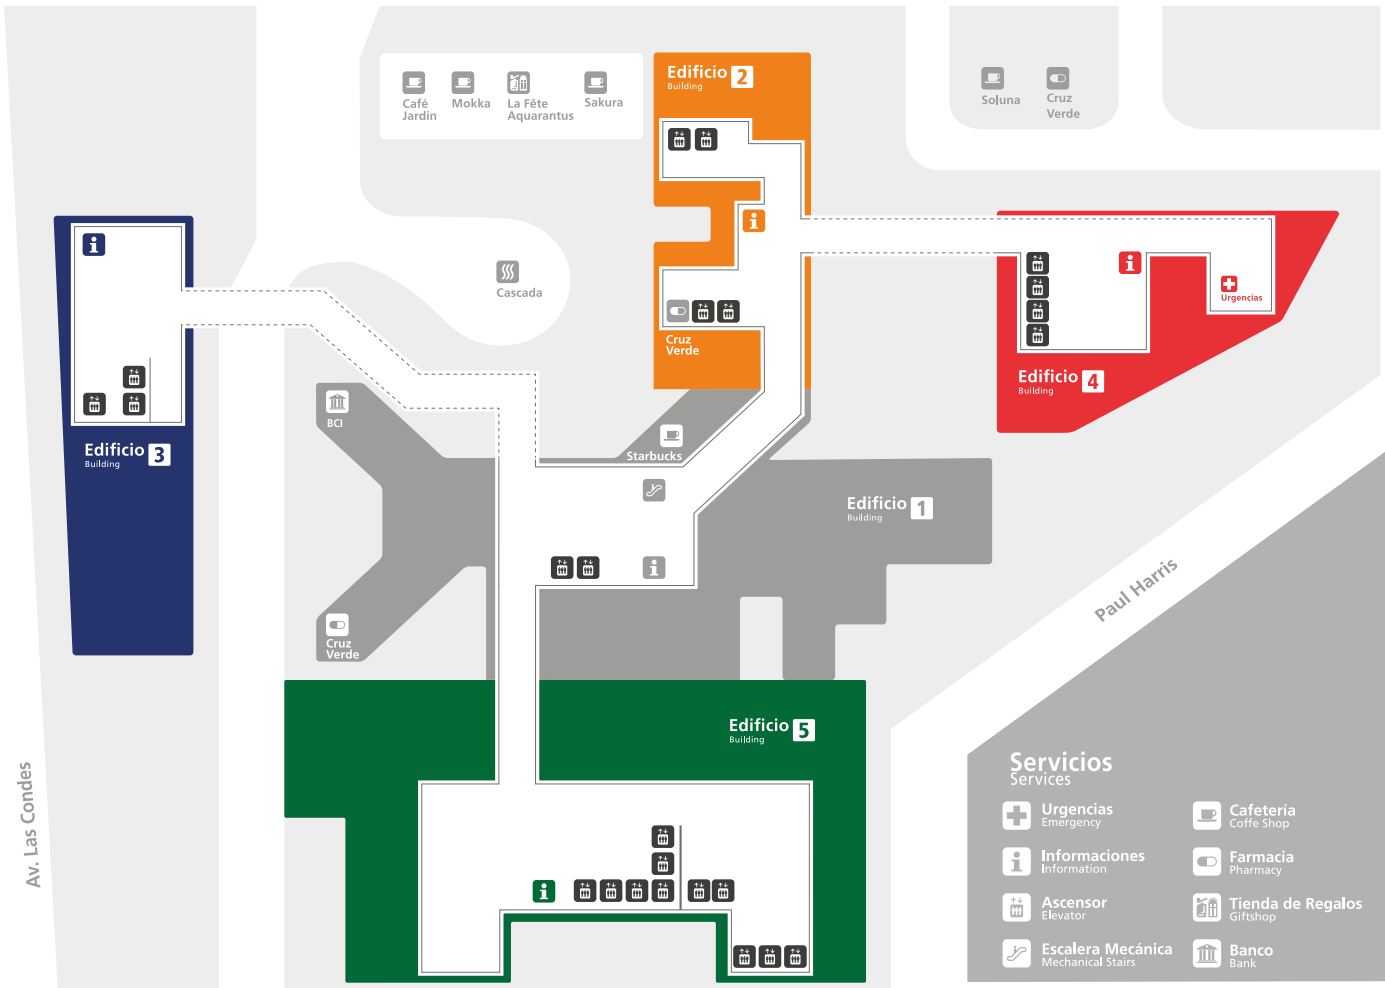 Café
Jardin
Mokka
La Fête
Aquarantus
Sakura
Edificio 2
Building
Soluna
Cruz
Verde
Cascada
Urgencias
Cruz
Verde
Edificio 4
Building
BCI
Starbucks
Edificio 3
Building
Edificio 1
Building
Paul Harris
Cruz
Verde
Edificio 5
Building
Av. Las Condes
Servicios
Services
Urgencias
Emergency
Cafetería
Coffe Shop
Informaciones
Information
Farmacia
Pharmacy
Ascensor
Elevator
Tienda de Regalos
Giftshop
Escalera Mecánica
Mechanical Stairs
Banco
Bank